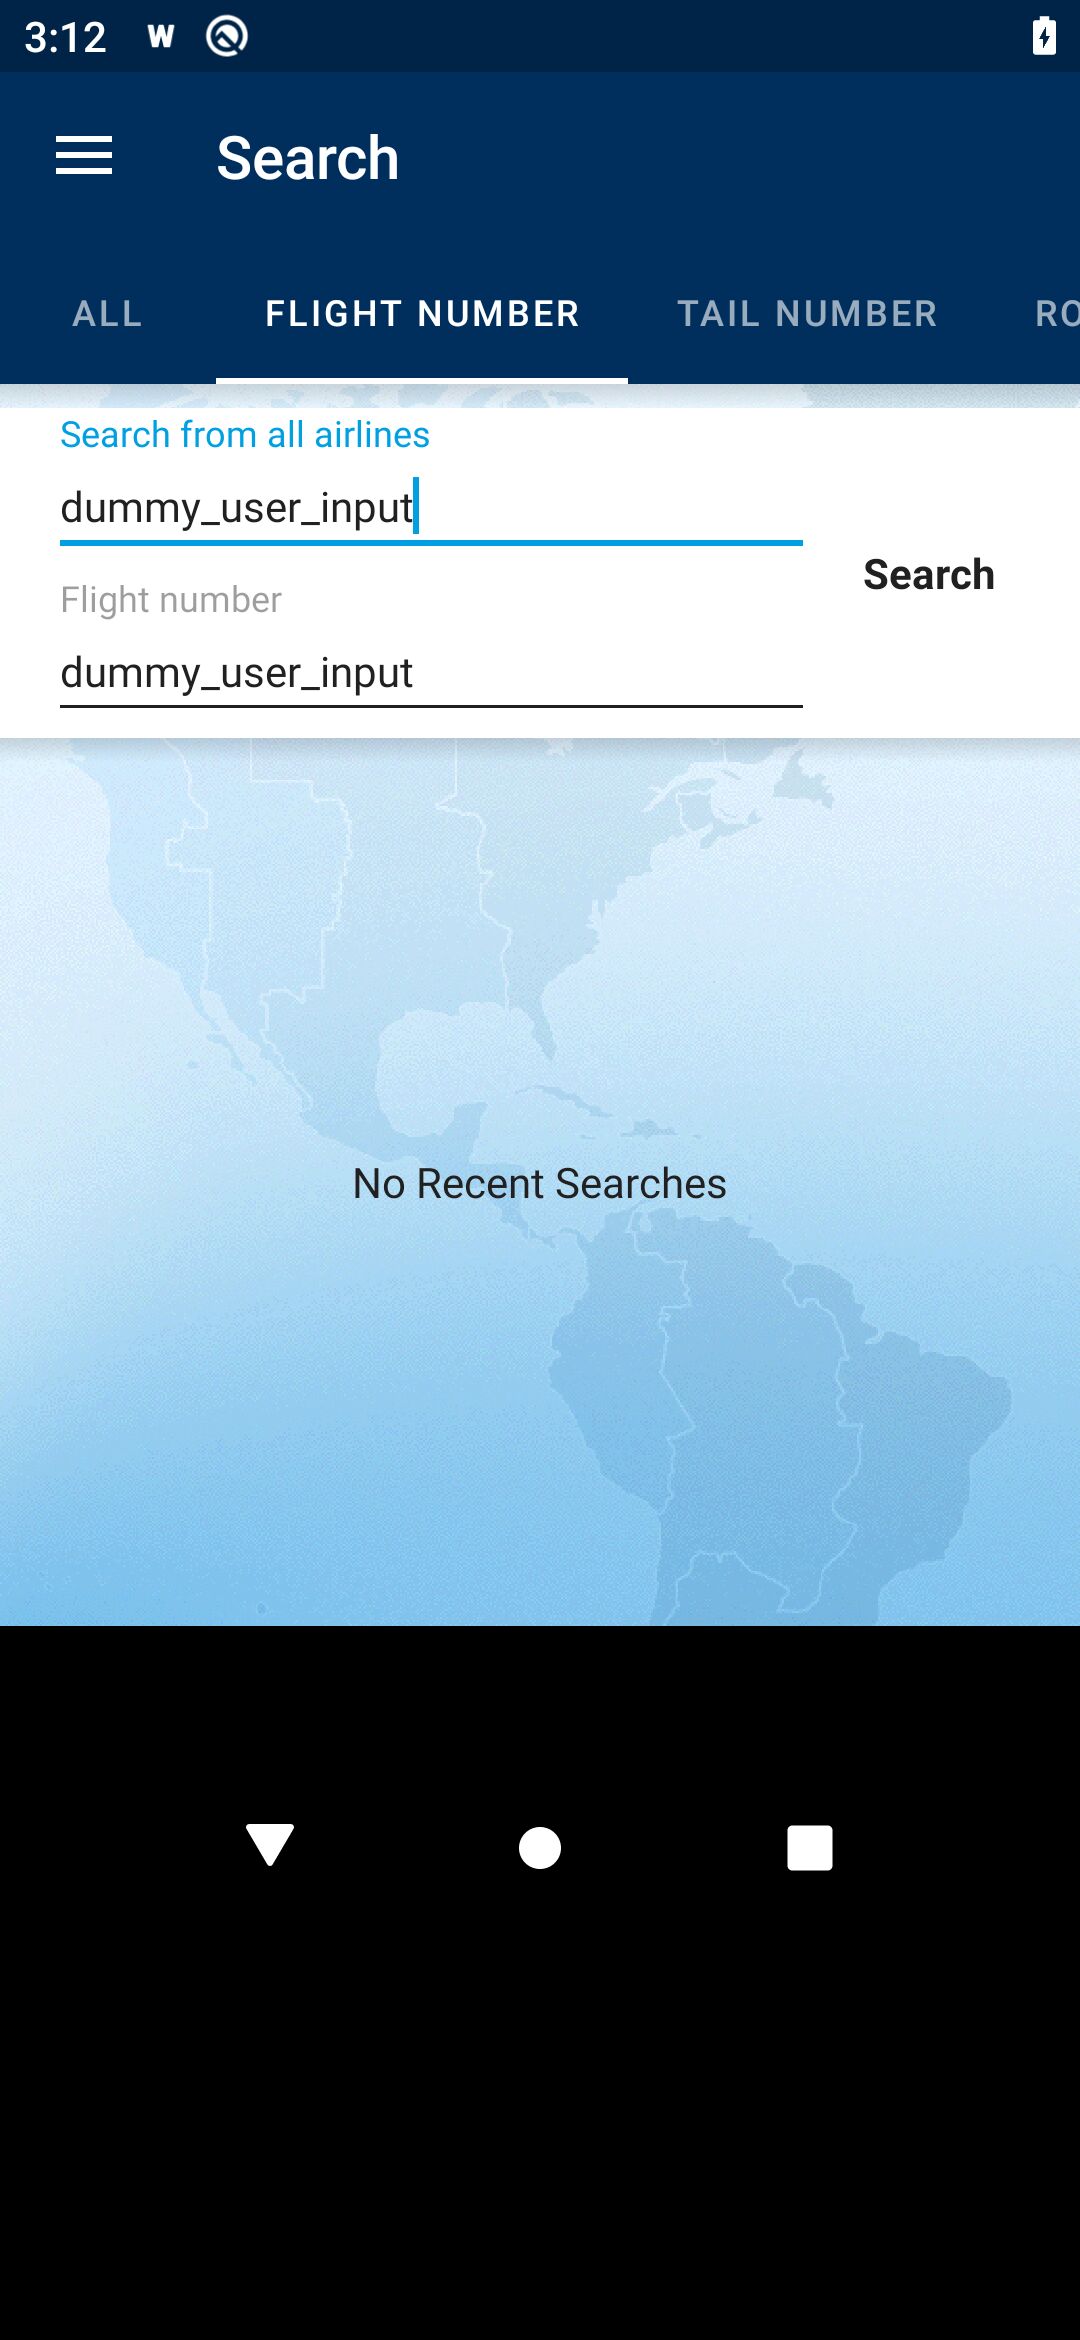 3:12 W
Search
ALL FLIGHT NUMBER TAIL NUMBER RO
Search from all airlines
dummy_user_input
Search
Flight number
dummy_user_input
No Recent Searches